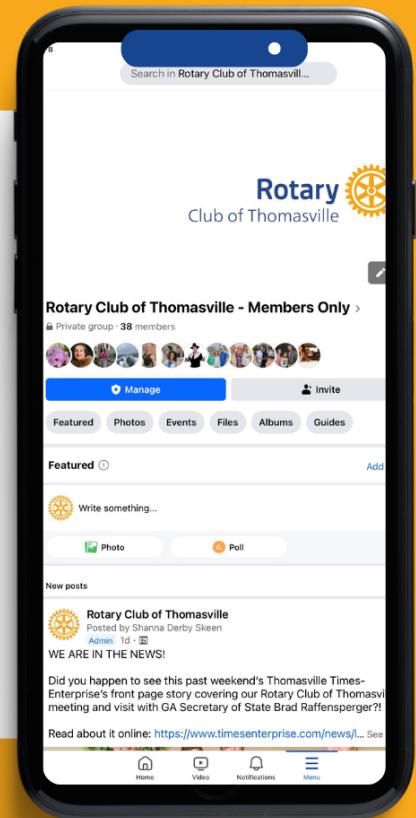 8
Search in Rotary Club of Thomasvill...
Rotary
Club of Thomasville
Rotary Club of Thomasville - Members Only >
Private group · 38 members
Manage
Invite
Featured
Photos
Events
Files
Albums
Guides
Featured
Add
Write something...
Photo
Poll
New posts
Rotary Club of Thomasville
Posted by Shanna Derby Skeen
Admin 1d ·
WE ARE IN THE NEWS!
Did you happen to see this past weekend's Thomasville Times-
Enterprise's front page story covering our Rotary Club of Thomasvi
meeting and visit with GA Secretary of State Brad Raffensperger?!
Read about it online: https://www.timesenterprise.com/news/l... See
Home
Video
Notifications
Menu